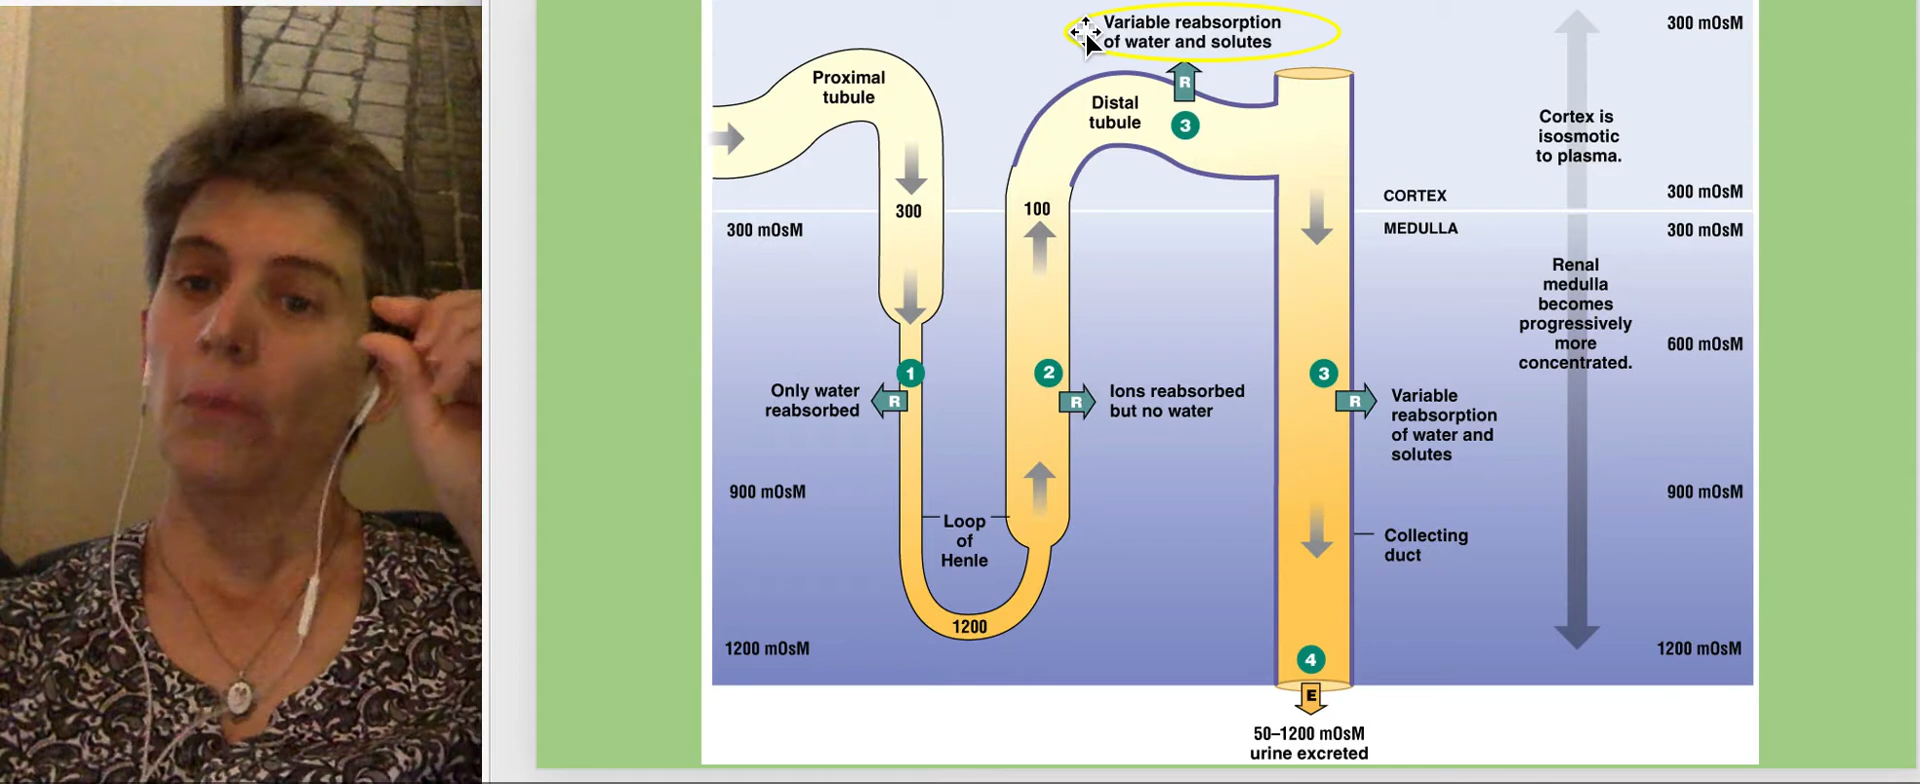 Variable reabsorption
of water and solutes
300 mOsM
Proximal
tubule
R
Distal
tubule
3
Cortex is
isosmotic
to plasma.
300
100
CORTEX
300 mOsM
300 mOsM
MEDULLA
300 mOsM
Renal
medulla
becomes
progressively
more
concentrated.
600 mOsM
1
2
3
Only water
reabsorbed
R
R
Ions reabsorbed
but no water
R
Variable
reabsorption
of water and
solutes
900 mOsM
900 mOsM
Loop
of
Henle
Collecting
duct
1200
1200 mOsM
4
1200 mOsM
E
50–1200 mOsM
urine excreted